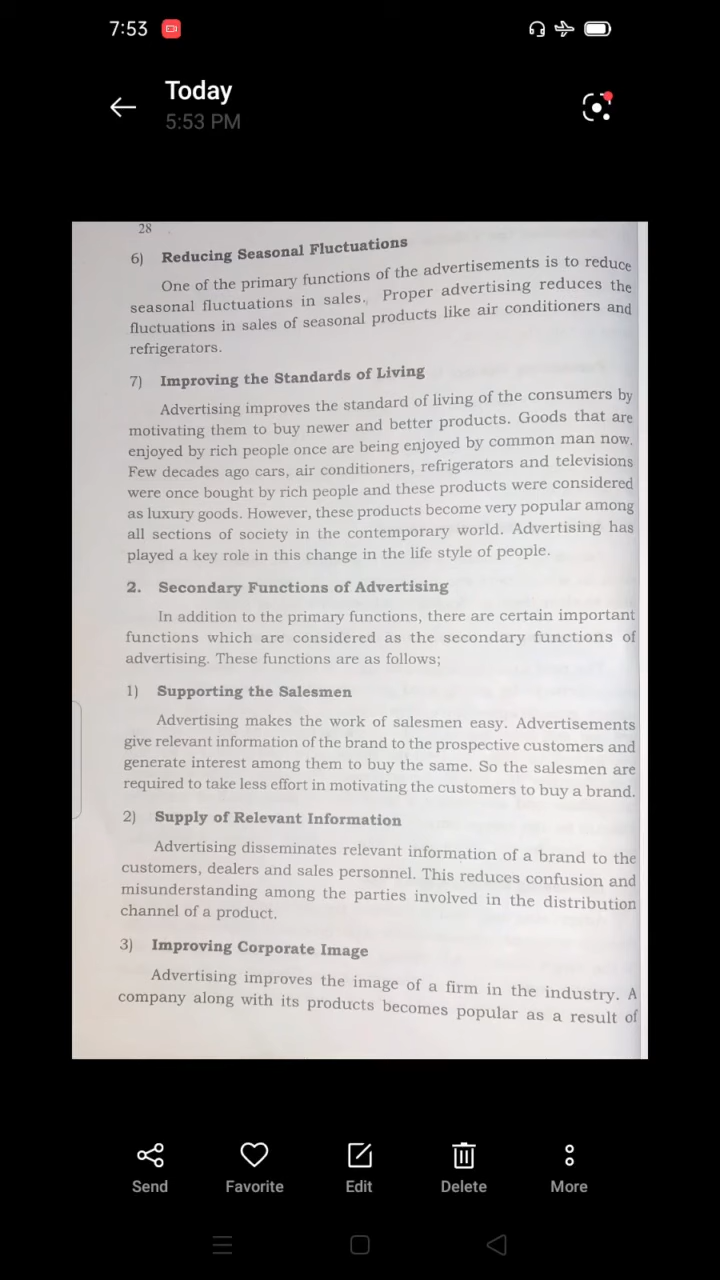 7:53
Today
5:53 PM
28
6) Reducing Seasonal Fluctuations
One of the primary functions of the advertisements is to reduce
seasonal fluctuations in sales. Proper advertising reduces the
fluctuations in sales of seasonal products like air conditioners and
refrigerators.
7) Improving the Standards of Living
Advertising improves the standard of living of the consumers by
motivating them to buy newer and better products. Goods that are
enjoyed by rich people once are being enjoyed by common man now.
Few decades ago cars, air conditioners, refrigerators and televisions
were once bought by rich people and these products were considered
as luxury goods. However, these products become very popular among
all sections of society in the contemporary world. Advertising has
played a key role in this change in the life style of people.
2. Secondary Functions of Advertising
In addition to the primary functions, there are certain important
functions which are considered as the secondary functions of
advertising. These functions are as follows;
1) Supporting the Salesmen
Advertising makes the work of salesmen easy. Advertisements
give relevant information of the brand to the prospective customers and
generate interest among them to buy the same. So the salesmen are
required to take less effort in motivating the customers to buy a brand.
2) Supply of Relevant Information
Advertising disseminates relevant information of a brand to the
customers, dealers and sales personnel. This reduces confusion and
misunderstanding among the parties involved in the distribution
channel of a product.
3) Improving Corporate Image
Advertising improves the image of a firm in the industry. A
company along with its products becomes popular as a result of
Send Favorite Edit Delete More